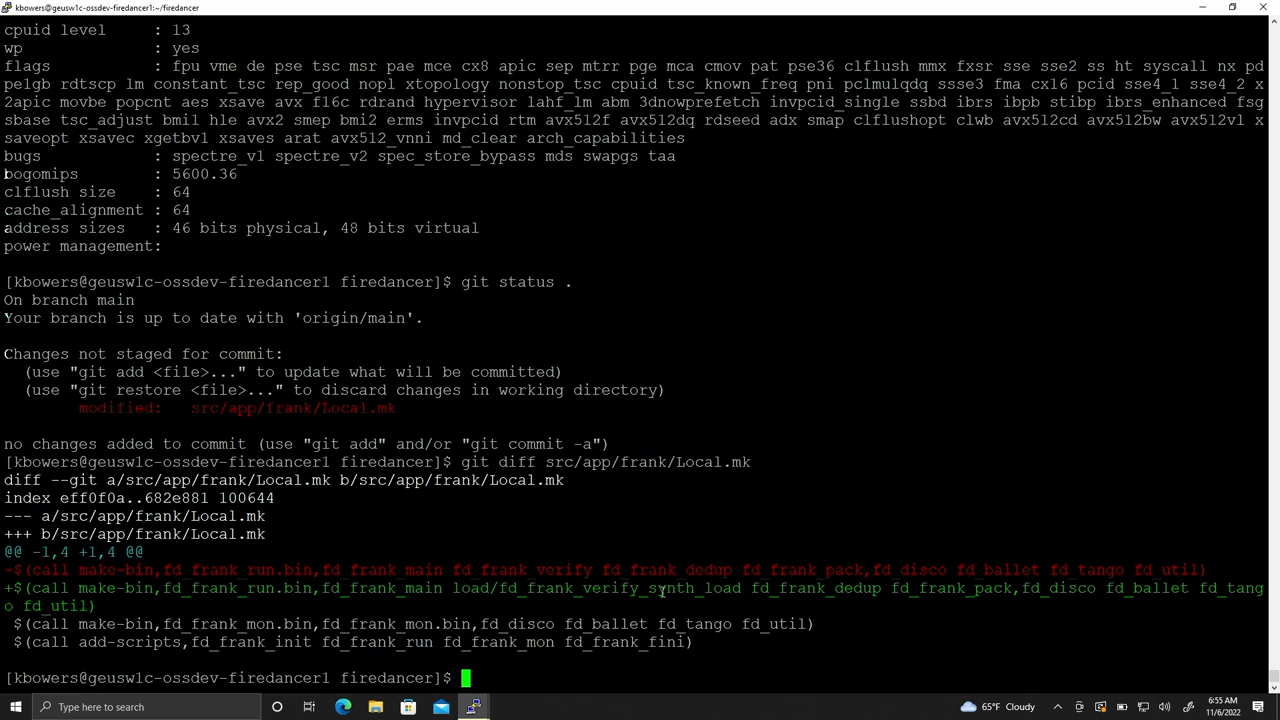 kbowers@geusw1c-ossdev-firedancer1:~/firedancer
cpuid level     : 13
wp              : yes
flags           : fpu vme de pse tsc msr pae mce cx8 apic sep mtrr pge mca cmov pat pse36 clflush mmx fxsr sse sse2 ss ht syscall nx pd
pelgb rdtscp lm constant_tsc rep_good nopl xtopology nonstop_tsc cpuid tsc_known_freq pni pclmulqdq ssse3 fma cx16 pcid sse4_1 sse4_2 x
2apic movbe popcnt aes xsave avx f16c rdrand hypervisor lahf_lm abm 3dnowprefetch invpcid_single ssbd ibrs ibpb stibp ibrs_enhanced fsg
sbase tsc_adjust bmi1 hle avx2 smep bmi2 erms invpcid rtm avx512f avx512dq rdseed adx smap clflushopt clwb avx512cd avx512bw avx512vl x
saveopt xsavec xgetbv1 xsaves arat avx512_vnni md_clear arch_capabilities
bugs            : spectre_v1 spectre_v2 spec_store_bypass mds swapgs taa
bogomips        : 5600.36
clflush size    : 64
cache_alignment : 64
address sizes   : 46 bits physical, 48 bits virtual
power management:
[kbowers@geusw1c-ossdev-firedancer1 firedancer]$ git status .
On branch main
Your branch is up to date with 'origin/main'.
Changes not staged for commit:
  (use "git add <file>..." to update what will be committed)
  (use "git restore <file>..." to discard changes in working directory)
        modified:   src/app/frank/Local.mk
no changes added to commit (use "git add" and/or "git commit -a")
[kbowers@geusw1c-ossdev-firedancer1 firedancer]$ git diff src/app/frank/Local.mk
diff --git a/src/app/frank/Local.mk b/src/app/frank/Local.mk
index eff0f0a..682e881 100644
--- a/src/app/frank/Local.mk
+++ b/src/app/frank/Local.mk
@@ -1,4 +1,4 @@
-$(call make-bin,fd_frank_run.bin,fd_frank_main fd_frank_verify fd_frank_dedup fd_frank_pack,fd_disco fd_ballet fd_tango fd_util)
+$(call make-bin,fd_frank_run.bin,fd_frank_main load/fd_frank_verify_synth_load fd_frank_dedup fd_frank_pack,fd_disco fd_ballet fd_tang
o fd_util)
 $(call make-bin,fd_frank_mon.bin,fd_frank_mon.bin,fd_disco fd_ballet fd_tango fd_util)
 $(call add-scripts,fd_frank_init fd_frank_run fd_frank_mon fd_frank_fini)
[kbowers@geusw1c-ossdev-firedancer1 firedancer]$
Type here to search
65°F Cloudy
6:55 AM
11/6/2022